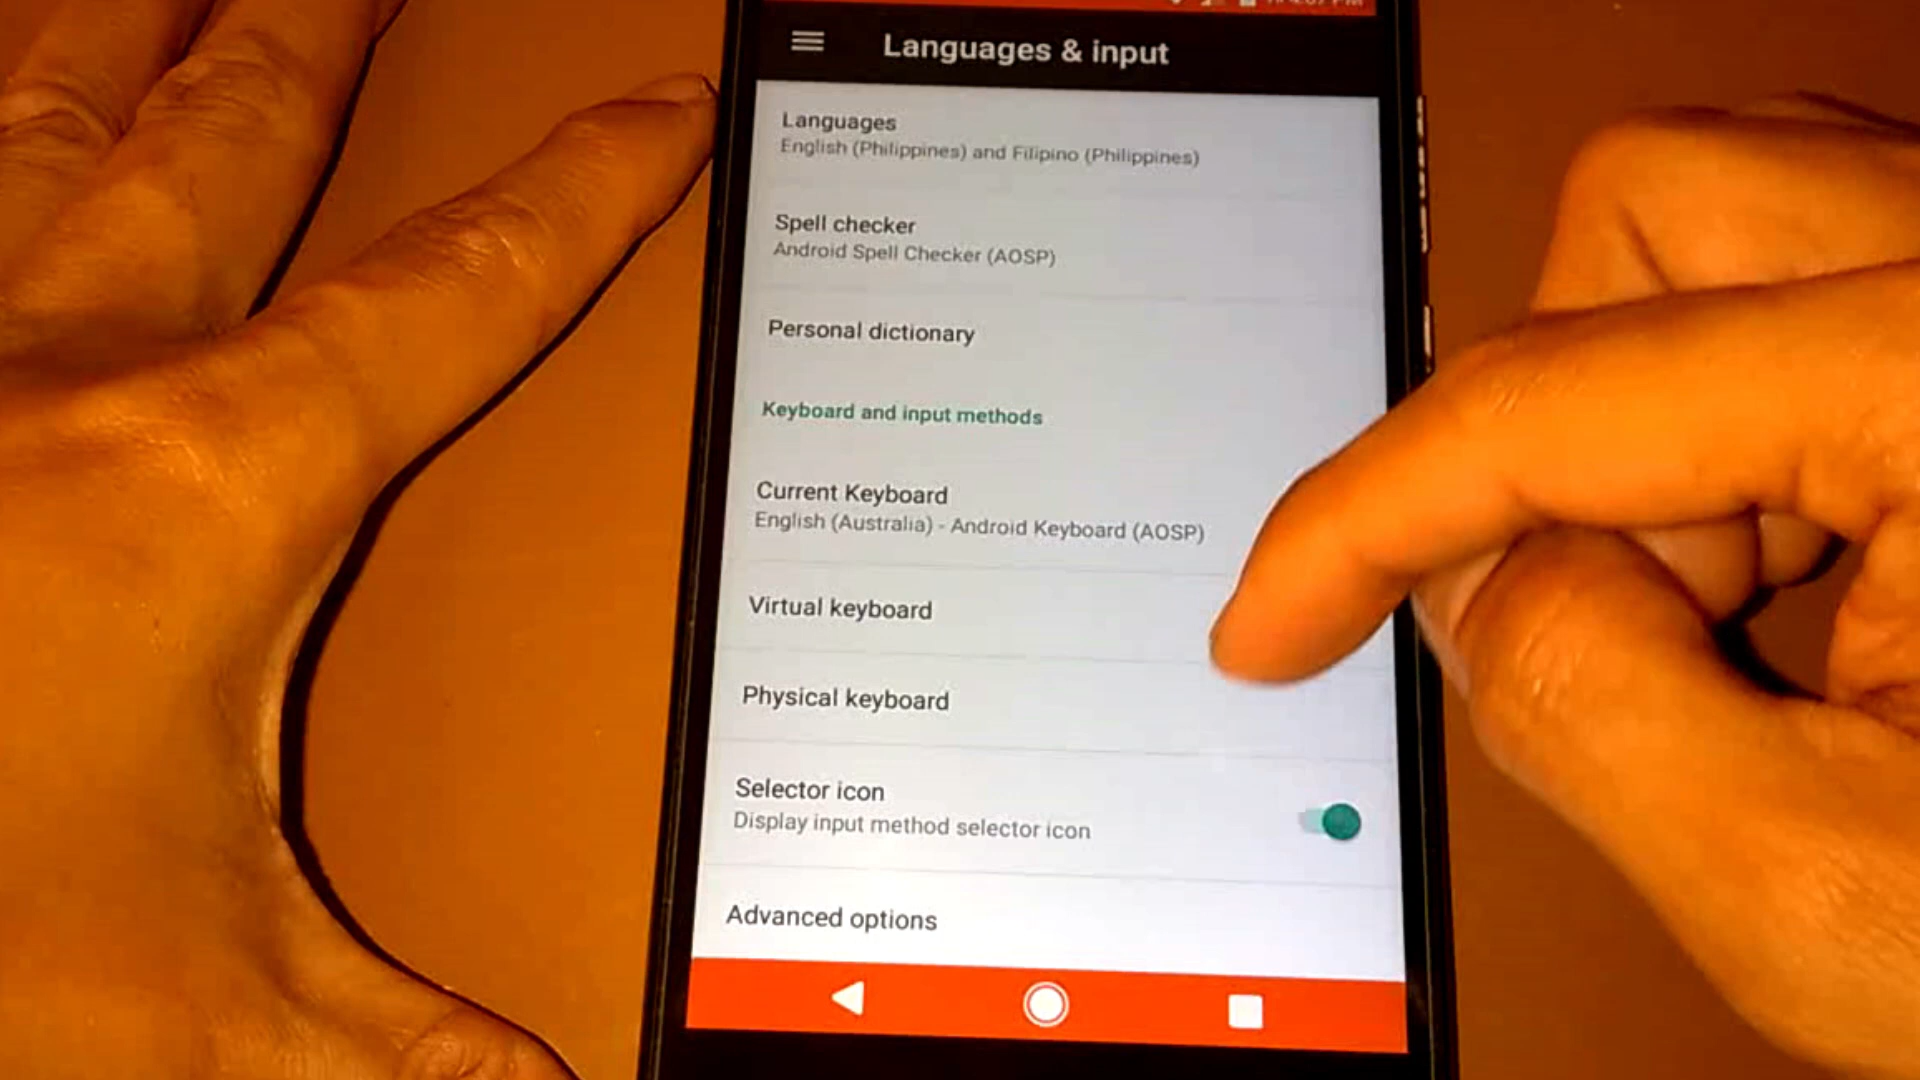 Languages & input
Languages
English (Philippines) and Filipino (Philippines)
Spell checker
Android Spell Checker (AOSP)
Personal dictionary
Keyboard and input methods
Current Keyboard
English (Australia) - Android Keyboard (AOSP)
Virtual keyboard
Physical keyboard
Selector icon
Display input method selector icon
Advanced options